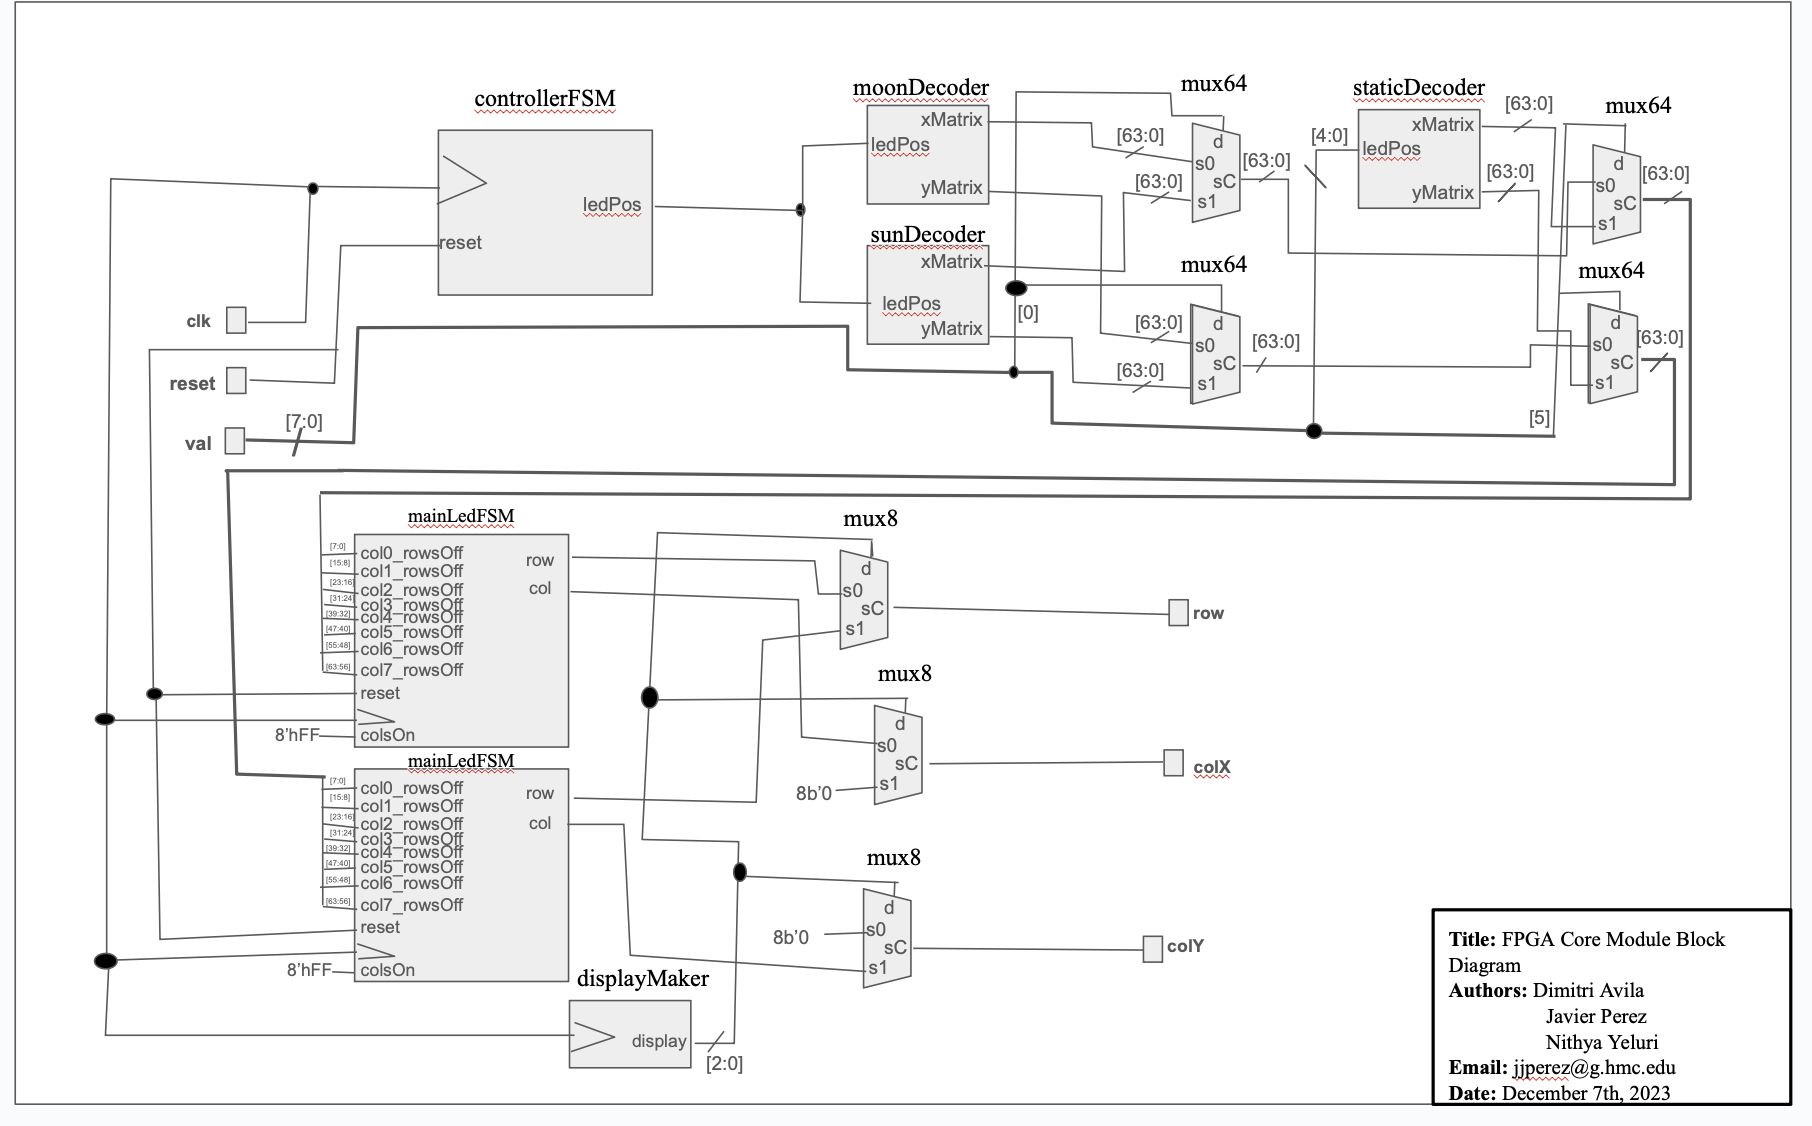 controllerFSM
ledPos
reset
moonDecoder
xMatrix
ledPos
yMatrix
sunDecoder
xMatrix
ledPos
yMatrix
mux64
[63:0]
d
s0
sC
s1
[63:0]
[63:0]
mux64
[0]
[63:0]
d
s0
sC
s1
[63:0]
[63:0]
staticDecoder
[4:0]
xMatrix
ledPos
yMatrix
[63:0]
[63:0]
mux64
d
s0
sC
s1
[63:0]
mux64
d
s0
sC
s1
[63:0]
[5]
clk
reset
val
[7:0]
mainLedFSM
[7:0]
col0_rowsOff
[15:8]
col1_rowsOff
[23:16]
col2_rowsOff
[31:24]
col3_rowsOff
[39:32]
col4_rowsOff
[47:40]
col5_rowsOff
[55:48]
col6_rowsOff
[63:56]
col7_rowsOff
reset
8'hFF
colsOn
row
col
mainLedFSM
[7:0]
col0_rowsOff
[15:8]
col1_rowsOff
[23:16]
col2_rowsOff
[31:24]
col3_rowsOff
[39:32]
col4_rowsOff
[47:40]
col5_rowsOff
[55:48]
col6_rowsOff
[63:56]
col7_rowsOff
reset
8'hFF
colsOn
row
col
mux8
d
s0
sC
s1
row
mux8
d
s0
sC
s1
8b'0
colX
mux8
d
8b'0
s0
sC
s1
colY
displayMaker
display
[2:0]
Title: FPGA Core Module Block
Diagram
Authors: Dimitri Avila
Javier Perez
Nithya Yeluri
Email: jjperez@g.hmc.edu
Date: December 7th, 2023